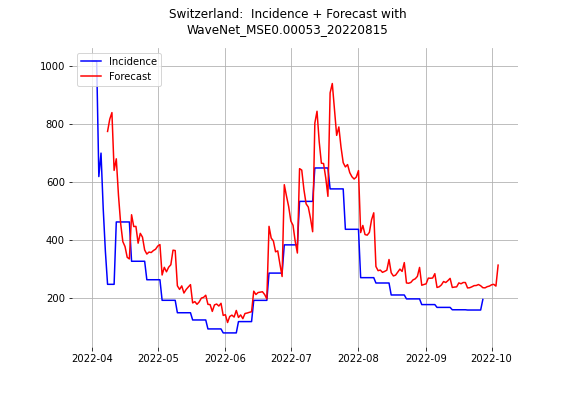 Switzerland:  Incidence + Forecast with
WaveNet_MSE0.00053_20220815
Incidence
Forecast
1000
800
600
400
200
2022-04 2022-05 2022-06 2022-07 2022-08 2022-09 2022-10